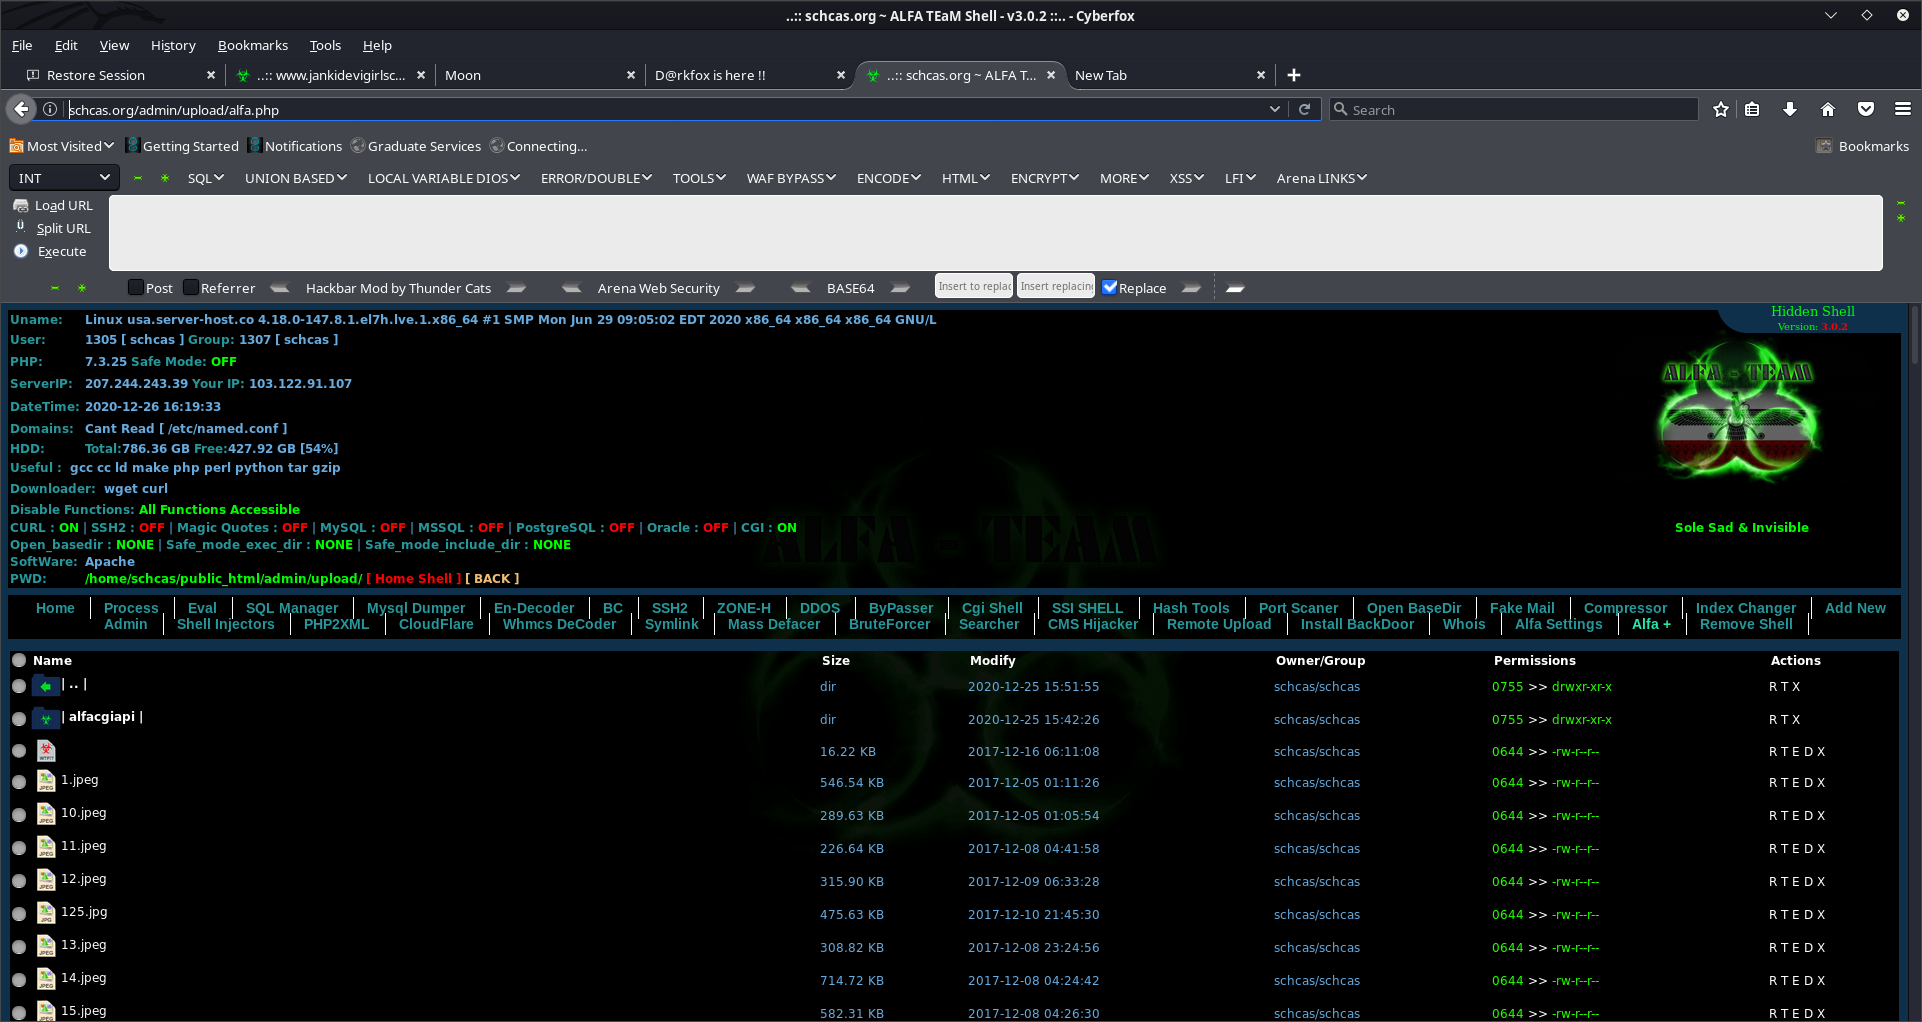 ..:: schcas.org ~ ALFA TEaM Shell - v3.0.2 ::.. - Cyberfox
File Edit View History Bookmarks Tools Help
Restore Session ..:: www.jankidevigirlsc... Moon D@rkfox is here !! ..:: schcas.org ~ ALFA T... New Tab
schcas.org/admin/upload/alfa.php Search
Most Visited Getting Started Notifications Graduate Services Connecting... Bookmarks
INT SQL UNION BASED LOCAL VARIABLE DIOS ERROR/DOUBLE TOOLS WAF BYPASS ENCODE HTML ENCRYPT MORE XSS LFI Arena LINKS
Load URL
Split URL
Execute
Post Referrer Hackbar Mod by Thunder Cats Arena Web Security BASE64 Insert to replac Insert replacing Replace
Hidden Shell
Version: 3.0.2
Uname: Linux usa.server-host.co 4.18.0-147.8.1.el7h.lve.1.x86_64 #1 SMP Mon Jun 29 09:05:02 EDT 2020 x86_64 x86_64 x86_64 GNU/L
User: 1305 [ schcas ] Group: 1307 [ schcas ]
PHP: 7.3.25 Safe Mode: OFF
ALFA - TEAM
ServerIP: 207.244.243.39 Your IP: 103.122.91.107
DateTime: 2020-12-26 16:19:33
Domains: Cant Read [ /etc/named.conf ]
HDD: Total:786.36 GB Free:427.92 GB [54%]
Useful : gcc cc ld make php perl python tar gzip
Downloader: wget curl
Disable Functions: All Functions Accessible
CURL : ON | SSH2 : OFF | Magic Quotes : OFF | MySQL : OFF | MSSQL : OFF | PostgreSQL : OFF | Oracle : OFF | CGI : ON
Sole Sad & Invisible
ALFA - TEAM
Open_basedir : NONE | Safe_mode_exec_dir : NONE | Safe_mode_include_dir : NONE
SoftWare: Apache
PWD: /home/schcas/public_html/admin/upload/ [ Home Shell ] [ BACK ]
Home Process Eval SQL Manager Mysql Dumper En-Decoder BC SSH2 ZONE-H DDOS ByPasser Cgi Shell SSI SHELL Hash Tools Port Scaner Open BaseDir Fake Mail Compressor Index Changer Add New
Admin Shell Injectors PHP2XML CloudFlare Whmcs DeCoder Symlink Mass Defacer BruteForcer Searcher CMS Hijacker Remote Upload Install BackDoor Whois Alfa Settings Alfa + Remove Shell
Name Size Modify Owner/Group Permissions Actions
| .. | dir 2020-12-25 15:51:55 schcas/schcas 0755 >> drwxr-xr-x R T X
| alfacgiapi | dir 2020-12-25 15:42:26 schcas/schcas 0755 >> drwxr-xr-x R T X
16.22 KB 2017-12-16 06:11:08 schcas/schcas 0644 >> -rw-r--r-- R T E D X
1.jpeg 546.54 KB 2017-12-05 01:11:26 schcas/schcas 0644 >> -rw-r--r-- R T E D X
10.jpeg 289.63 KB 2017-12-05 01:05:54 schcas/schcas 0644 >> -rw-r--r-- R T E D X
11.jpeg 226.64 KB 2017-12-08 04:41:58 schcas/schcas 0644 >> -rw-r--r-- R T E D X
12.jpeg 315.90 KB 2017-12-09 06:33:28 schcas/schcas 0644 >> -rw-r--r-- R T E D X
125.jpg 475.63 KB 2017-12-10 21:45:30 schcas/schcas 0644 >> -rw-r--r-- R T E D X
13.jpeg 308.82 KB 2017-12-08 23:24:56 schcas/schcas 0644 >> -rw-r--r-- R T E D X
14.jpeg 714.72 KB 2017-12-08 04:24:42 schcas/schcas 0644 >> -rw-r--r-- R T E D X
15.jpeg 582.31 KB 2017-12-08 04:26:30 schcas/schcas 0644 >> -rw-r--r-- R T E D X